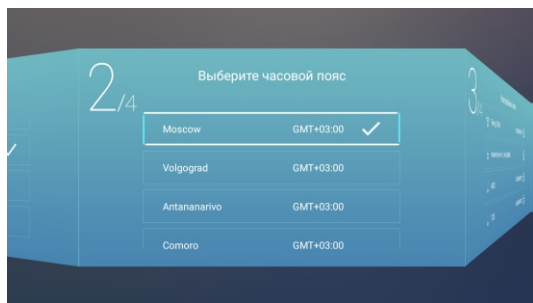 2/4
Выберите часовой пояс
Moscow GMT+03:00
Volgograd GMT+03:00
Antananarivo GMT+03:00
Comoro GMT+03:00
3/4